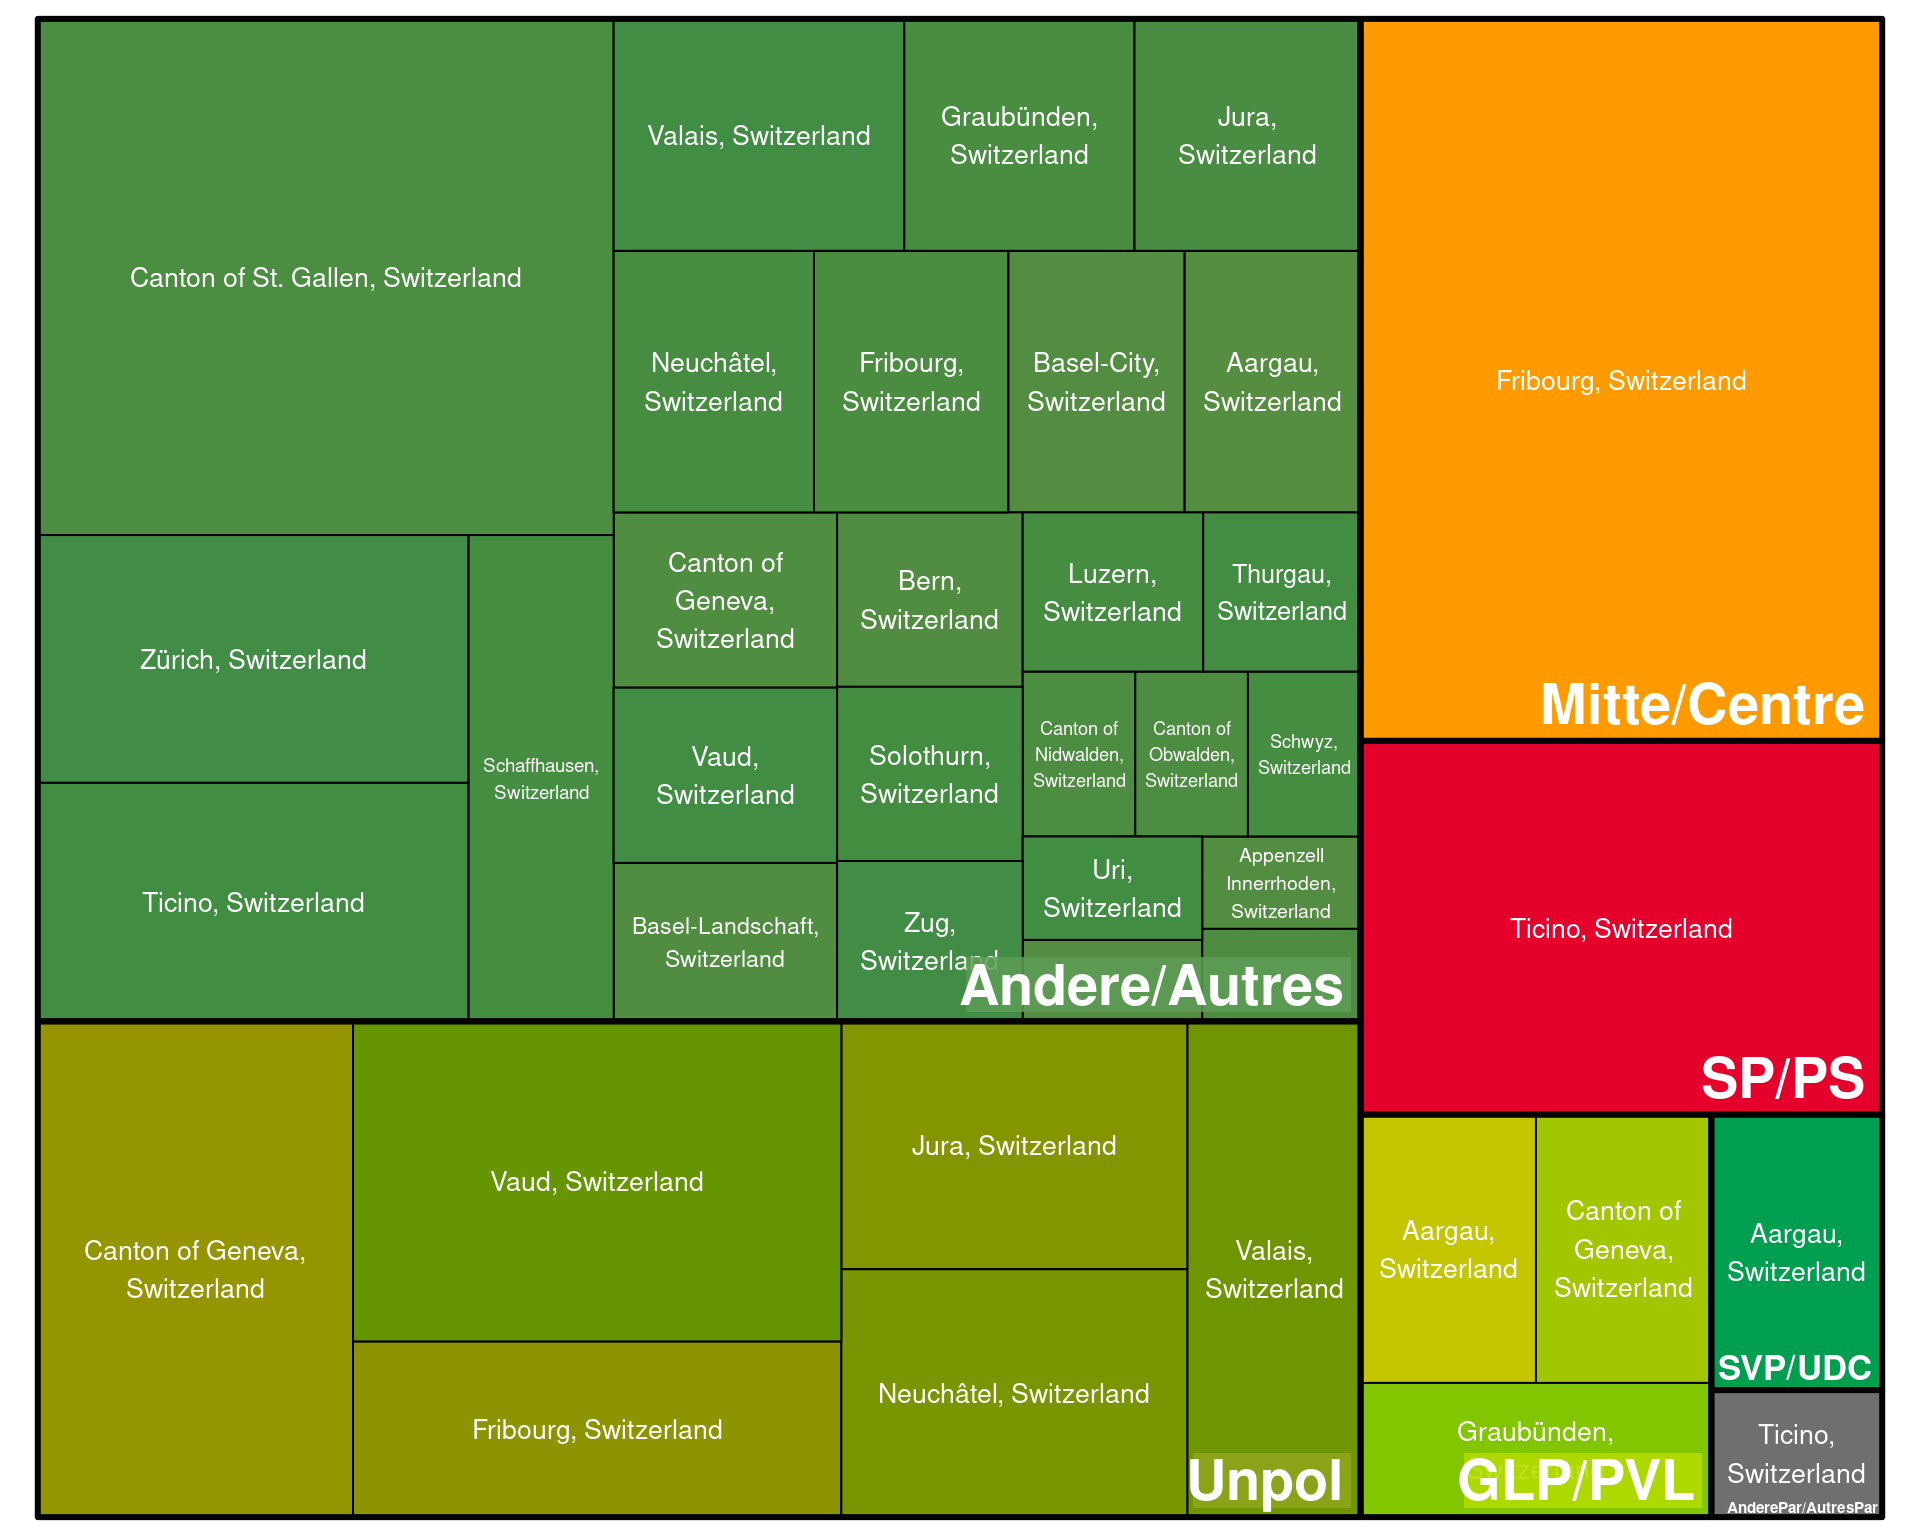 Canton of St. Gallen, Switzerland
Valais, Switzerland
Graubünden,
Switzerland
Jura,
Switzerland
Neuchâtel,
Switzerland
Fribourg,
Switzerland
Basel-City,
Switzerland
Aargau,
Switzerland
Zürich, Switzerland
Ticino, Switzerland
Schaffhausen,
Switzerland
Canton of
Geneva,
Switzerland
Bern,
Switzerland
Luzern,
Switzerland
Thurgau,
Switzerland
Vaud,
Switzerland
Solothurn,
Switzerland
Canton of
Nidwalden,
Switzerland
Canton of
Obwalden,
Switzerland
Schwyz,
Switzerland
Basel-Landschaft,
Switzerland
Zug,
Switzerland
Uri,
Switzerland
Appenzell
Innerrhoden,
Switzerland
Andere/Autres
Fribourg, Switzerland
Mitte/Centre
Ticino, Switzerland
SP/PS
Canton of Geneva,
Switzerland
Vaud, Switzerland
Fribourg, Switzerland
Jura, Switzerland
Neuchâtel, Switzerland
Valais,
Switzerland
Unpol
Aargau,
Switzerland
Canton of
Geneva,
Switzerland
Graubünden,
GLP/PVL
Aargau,
Switzerland
SVP/UDC
Ticino,
Switzerland
AnderePar/AutresPar